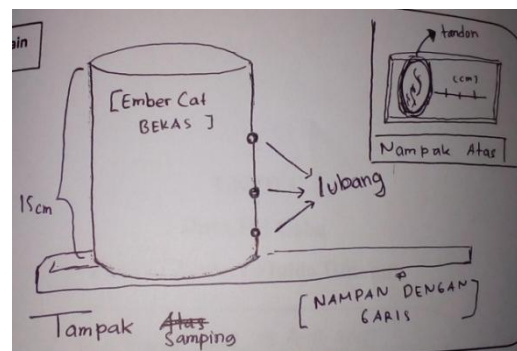 ain
tandon
(cm)
Nampak Atas
[Ember Cat
BEKAS ]
lubang
15cm
[ NAMPAN DENGAN
GARIS ]
Tampak Atas
Samping